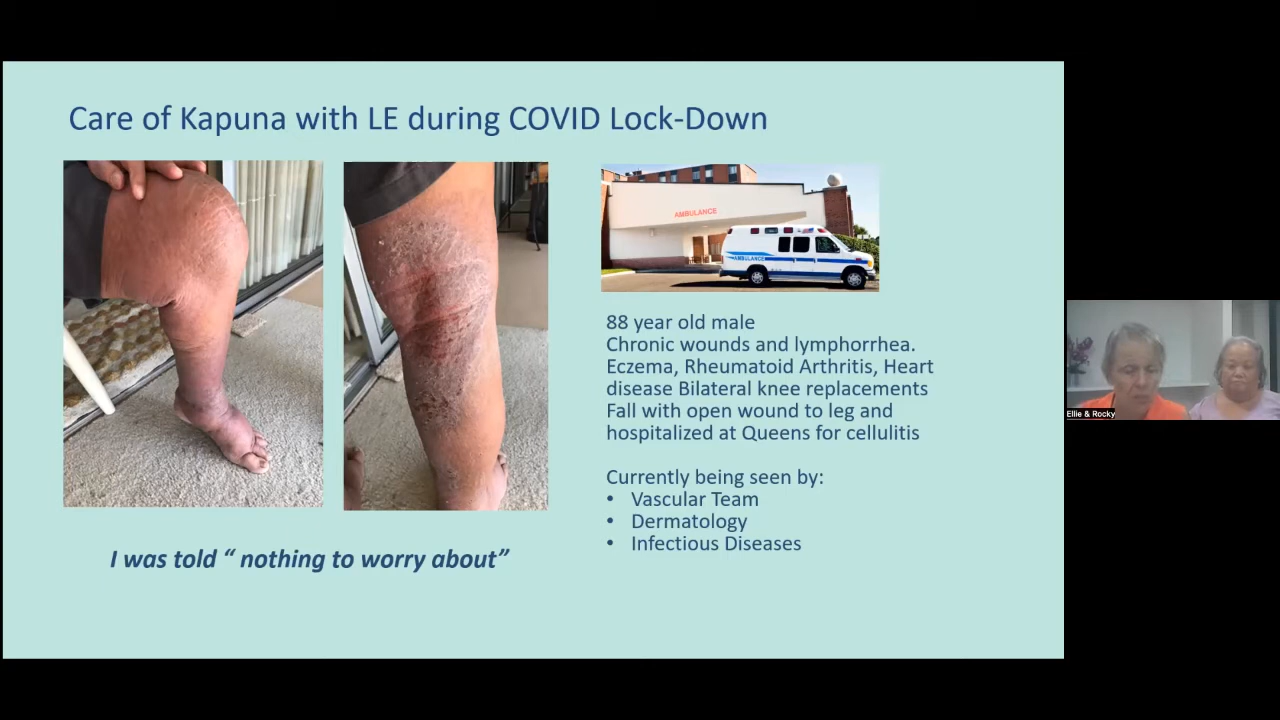 Care of Kapuna with LE during COVID Lock-Down
AMBULANCE
AMBULANCE
88 year old male
Chronic wounds and lymphorrhea.
Eczema, Rheumatoid Arthritis, Heart
disease Bilateral knee replacements
Fall with open wound to leg and
hospitalized at Queens for cellulitis
Currently being seen by:
• Vascular Team
• Dermatology
• Infectious Diseases
I was told “ nothing to worry about”
Ellie & Rocky